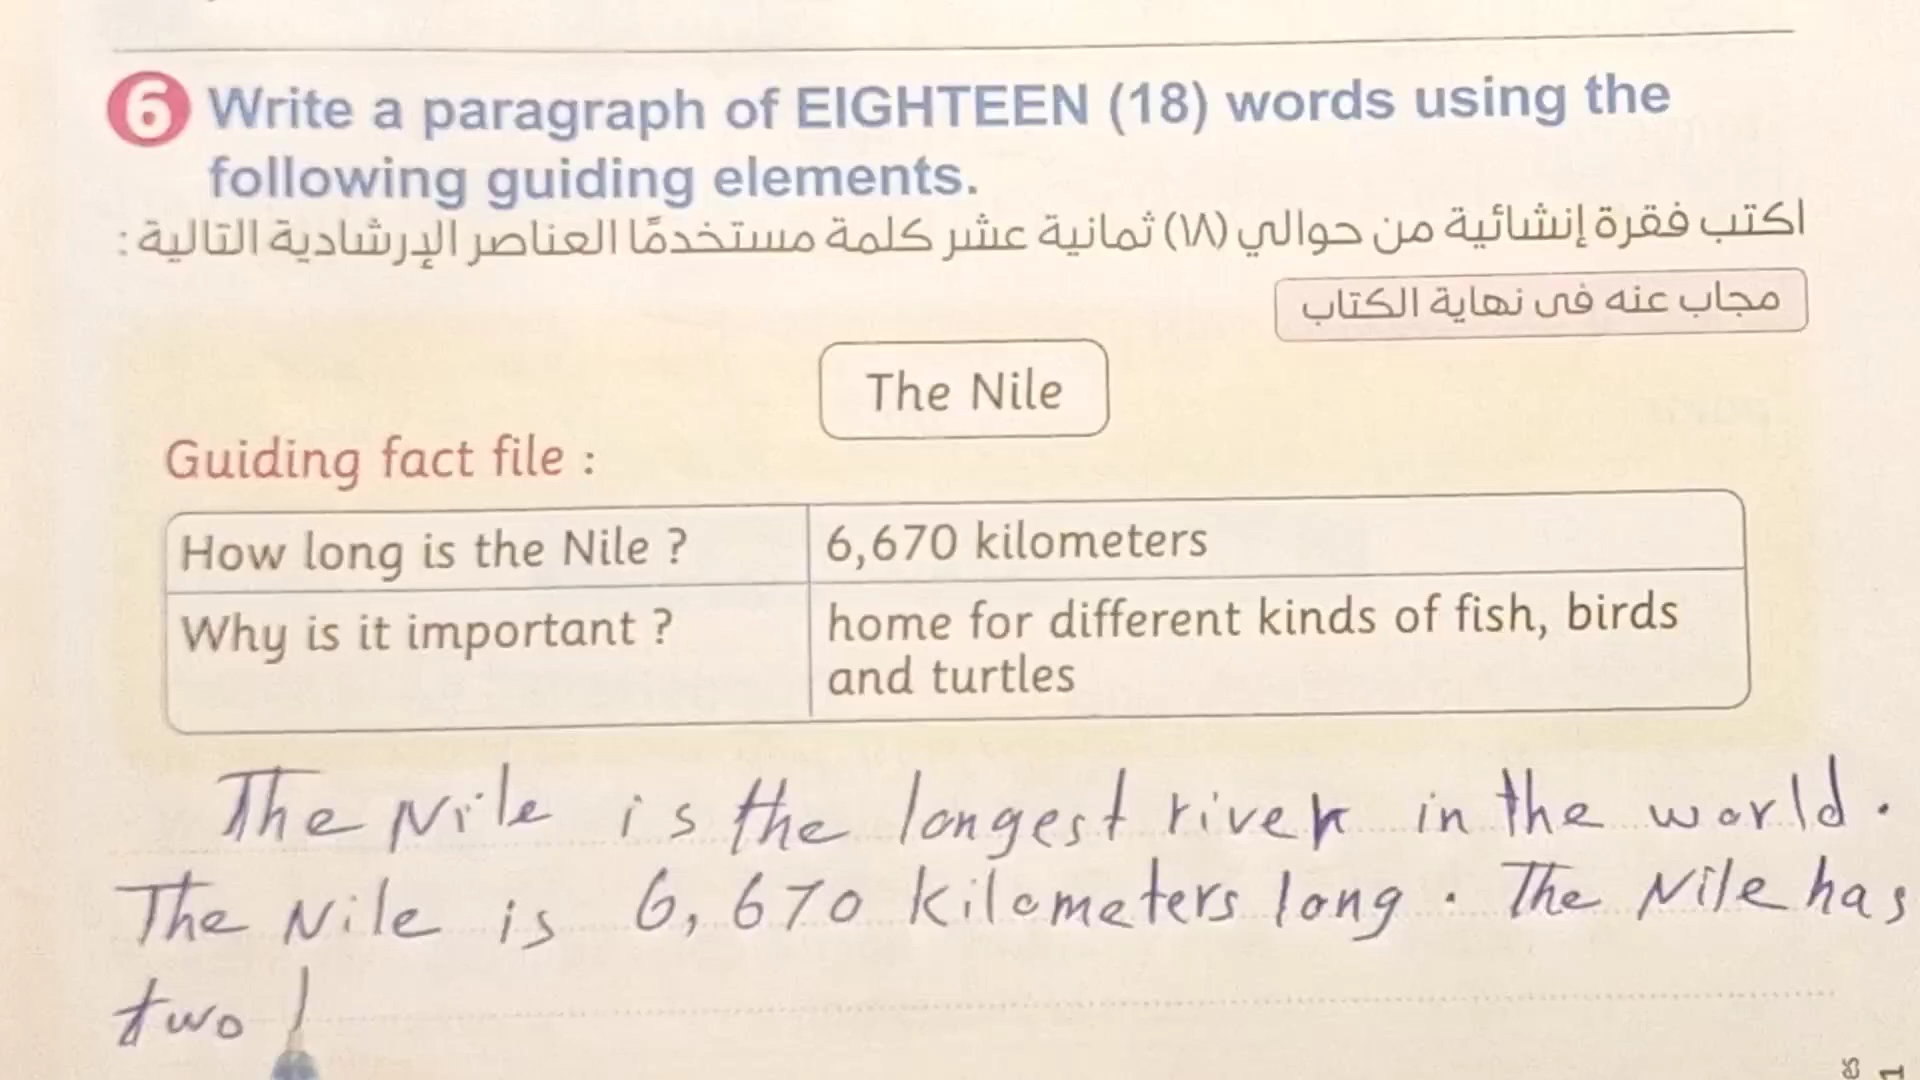 6 Write a paragraph of EIGHTEEN (18) words using the
following guiding elements.
اكتب فقرة إنشائية من حوالي (١٨) ثمانية عشر كلمة مستخدمًا العناصر الإرشادية التالية :
مجاب عنه فى نهاية الكتاب
The Nile
Guiding fact file :
How long is the Nile ? 6,670 kilometers
Why is it important ? home for different kinds of fish, birds
and turtles
The Nile is the longest river in the world.
The Nile is 6,670 kilometers long. The Nile has
two
1